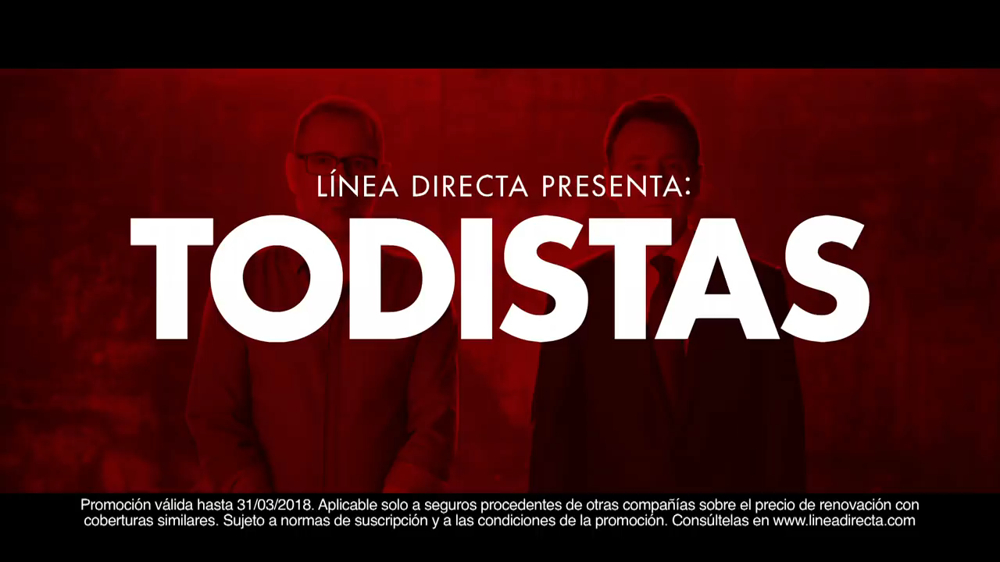 LÍNEA DIRECTA PRESENTA:
TODISTAS
Promoción válida hasta 31/03/2018. Aplicable solo a seguros procedentes de otras compañías sobre el precio de renovación con
coberturas similares. Sujeto a normas de suscripción y a las condiciones de la promoción. Consúltelas en www.lineadirecta.com